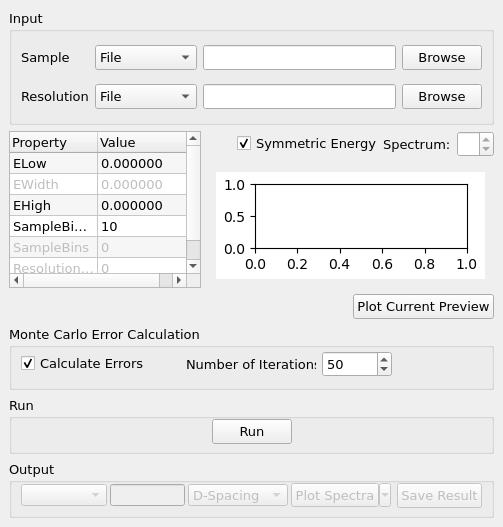 Input
Sample File Browse
Resolution File Browse
Property Value
ELow 0.000000
EWidth 0.000000
EHigh 0.000000
SampleBi... 10
SampleBins 0
Resolution... 0
Symmetric Energy Spectrum:
1.0
0.5
0.0
0.0 0.2 0.4 0.6 0.8 1.0
Plot Current Preview
Monte Carlo Error Calculation
Calculate Errors Number of Iterations 50
Run
Run
Output
D-Spacing Plot Spectra Save Result